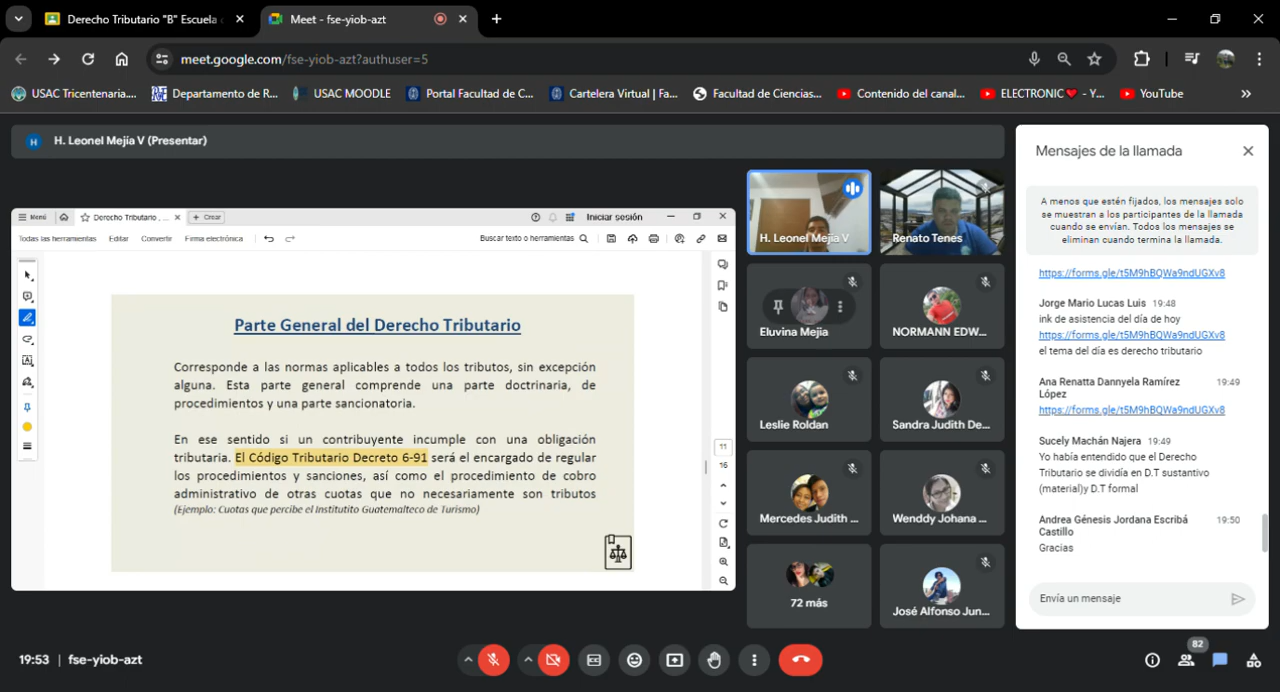 Derecho Tributario "B" Escuela
Meet - fse-yiob-azt
meet.google.com/fse-yiob-azt?authuser=5
USAC Tricentenaria....
Departamento de R...
USAC MOODLE
Portal Facultad de C...
Cartelera Virtual | Fa...
Facultad de Ciencias...
Contenido del canal...
ELECTRONIC❤ - Y...
YouTube
H
H. Leonel Mejia V (Presentar)
Menú
Derecho Tributario , ...
Crear
Iniciar sesión
Todas las herramientas
Editar
Convertir
Firma electrónica
Buscar texto o herramientas
Parte General del Derecho Tributario
Corresponde a las normas aplicables a todos los tributos, sin excepción
alguna. Esta parte general comprende una parte doctrinaria, de
procedimientos y una parte sancionatoria.
En ese sentido si un contribuyente incumple con una obligación
tributaria. El Código Tributario Decreto 6-91 será el encargado de regular
los procedimientos y sanciones, así como el procedimiento de cobro
administrativo de otras cuotas que no necesariamente son tributos
(Ejemplo: Cuotas que percibe el Institutito Guatemalteco de Turismo)
11
16
H. Leonel Mejia V
Renato Tenes
Eluvina Mejia
NORMANN EDW...
Leslie Roldan
Sandra Judith De...
Mercedes Judith ...
Wenddy Johana ...
72 más
José Alfonso Jun...
Mensajes de la llamada
A menos que estén fijados, los mensajes solo
se muestran a los participantes de la llamada
cuando se envían. Todos los mensajes se
eliminan cuando termina la llamada.
https://forms.gle/t5M9hBQWa9ndUGXv8
Jorge Mario Lucas Luis 19:48
ink de asistencia del día de hoy
https://forms.gle/t5M9hBQWa9ndUGXv8
el tema del día es derecho tributario
Ana Renatta Dannyela Ramírez 19:49
López
https://forms.gle/t5M9hBQWa9ndUGXv8
Sucely Machán Najera 19:49
Yo había entendido que el Derecho
Tributario se dividía en D.T sustantivo
(material)y D.T formal
Andrea Génesis Jordana Escribá 19:50
Castillo
Gracias
Envía un mensaje
19:53 | fse-yiob-azt
82